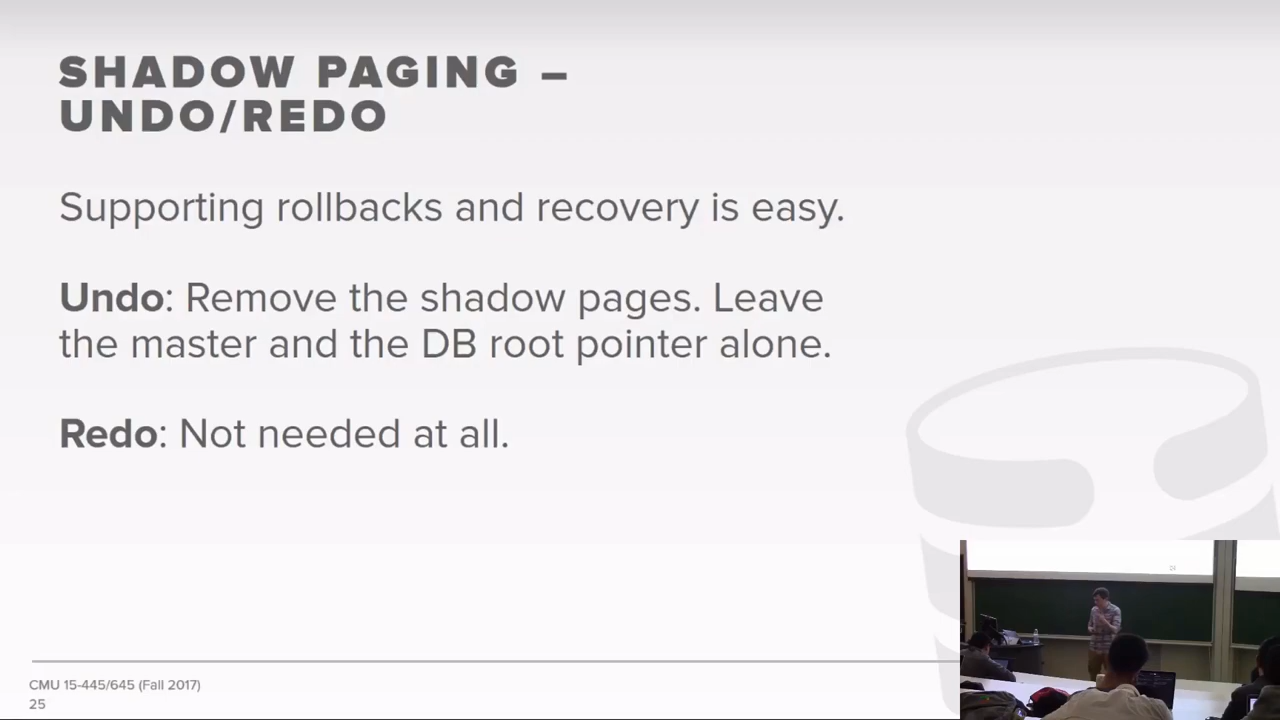 SHADOW PAGING –
UNDO/REDO
Supporting rollbacks and recovery is easy.
Undo: Remove the shadow pages. Leave
the master and the DB root pointer alone.
Redo: Not needed at all.
CMU 15-445/645 (Fall 2017)
25